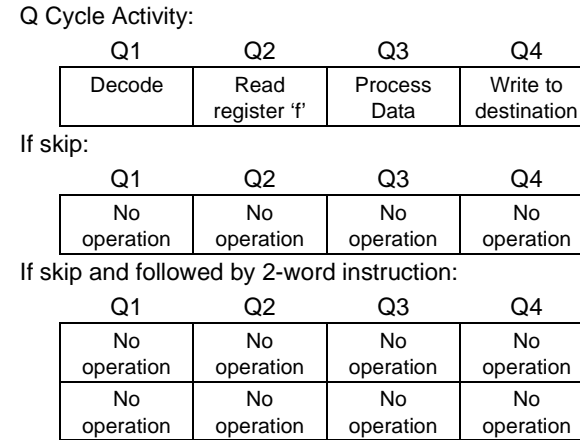 Q Cycle Activity:
Q1 Q2 Q3 Q4
Decode Read Process Write to
register ‘f’ Data destination
If skip:
Q1 Q2 Q3 Q4
No No No No
operation operation operation operation
If skip and followed by 2-word instruction:
Q1 Q2 Q3 Q4
No No No No
operation operation operation operation
No No No No
operation operation operation operation